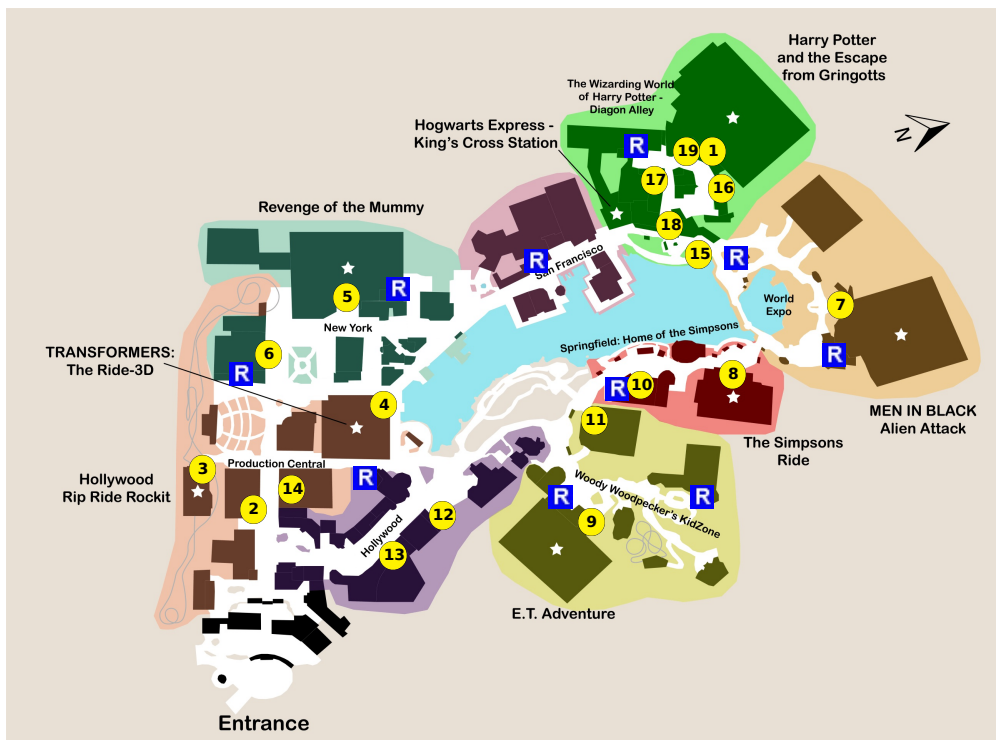 Harry Potter
and the Escape
from Gringotts
The Wizarding World
of Harry Potter -
Diagon Alley
Hogwarts Express -
King's Cross Station
N
R
19
1
17
16
18
15
R
Revenge of the Mummy
San Francisco
R
5
R
New York
World
Expo
7
Springfield: Home of the Simpsons
R
TRANSFORMERS:
The Ride-3D
6
R
4
8
R
10
11
MEN IN BLACK
Alien Attack
The Simpsons
Ride
Hollywood
Rip Ride Rockit
3
Production Central
14
R
2
12
Hollywood
13
Woody Woodpecker's KidZone
R
R
9
E.T. Adventure
Entrance